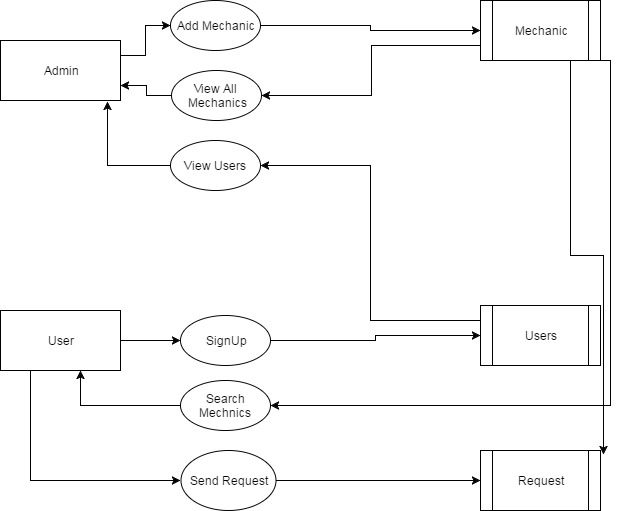 Add Mechanic
Mechanic
Admin
View All
Mechanics
View Users
User
SignUp
Users
Search
Mechnics
Send Request
Request